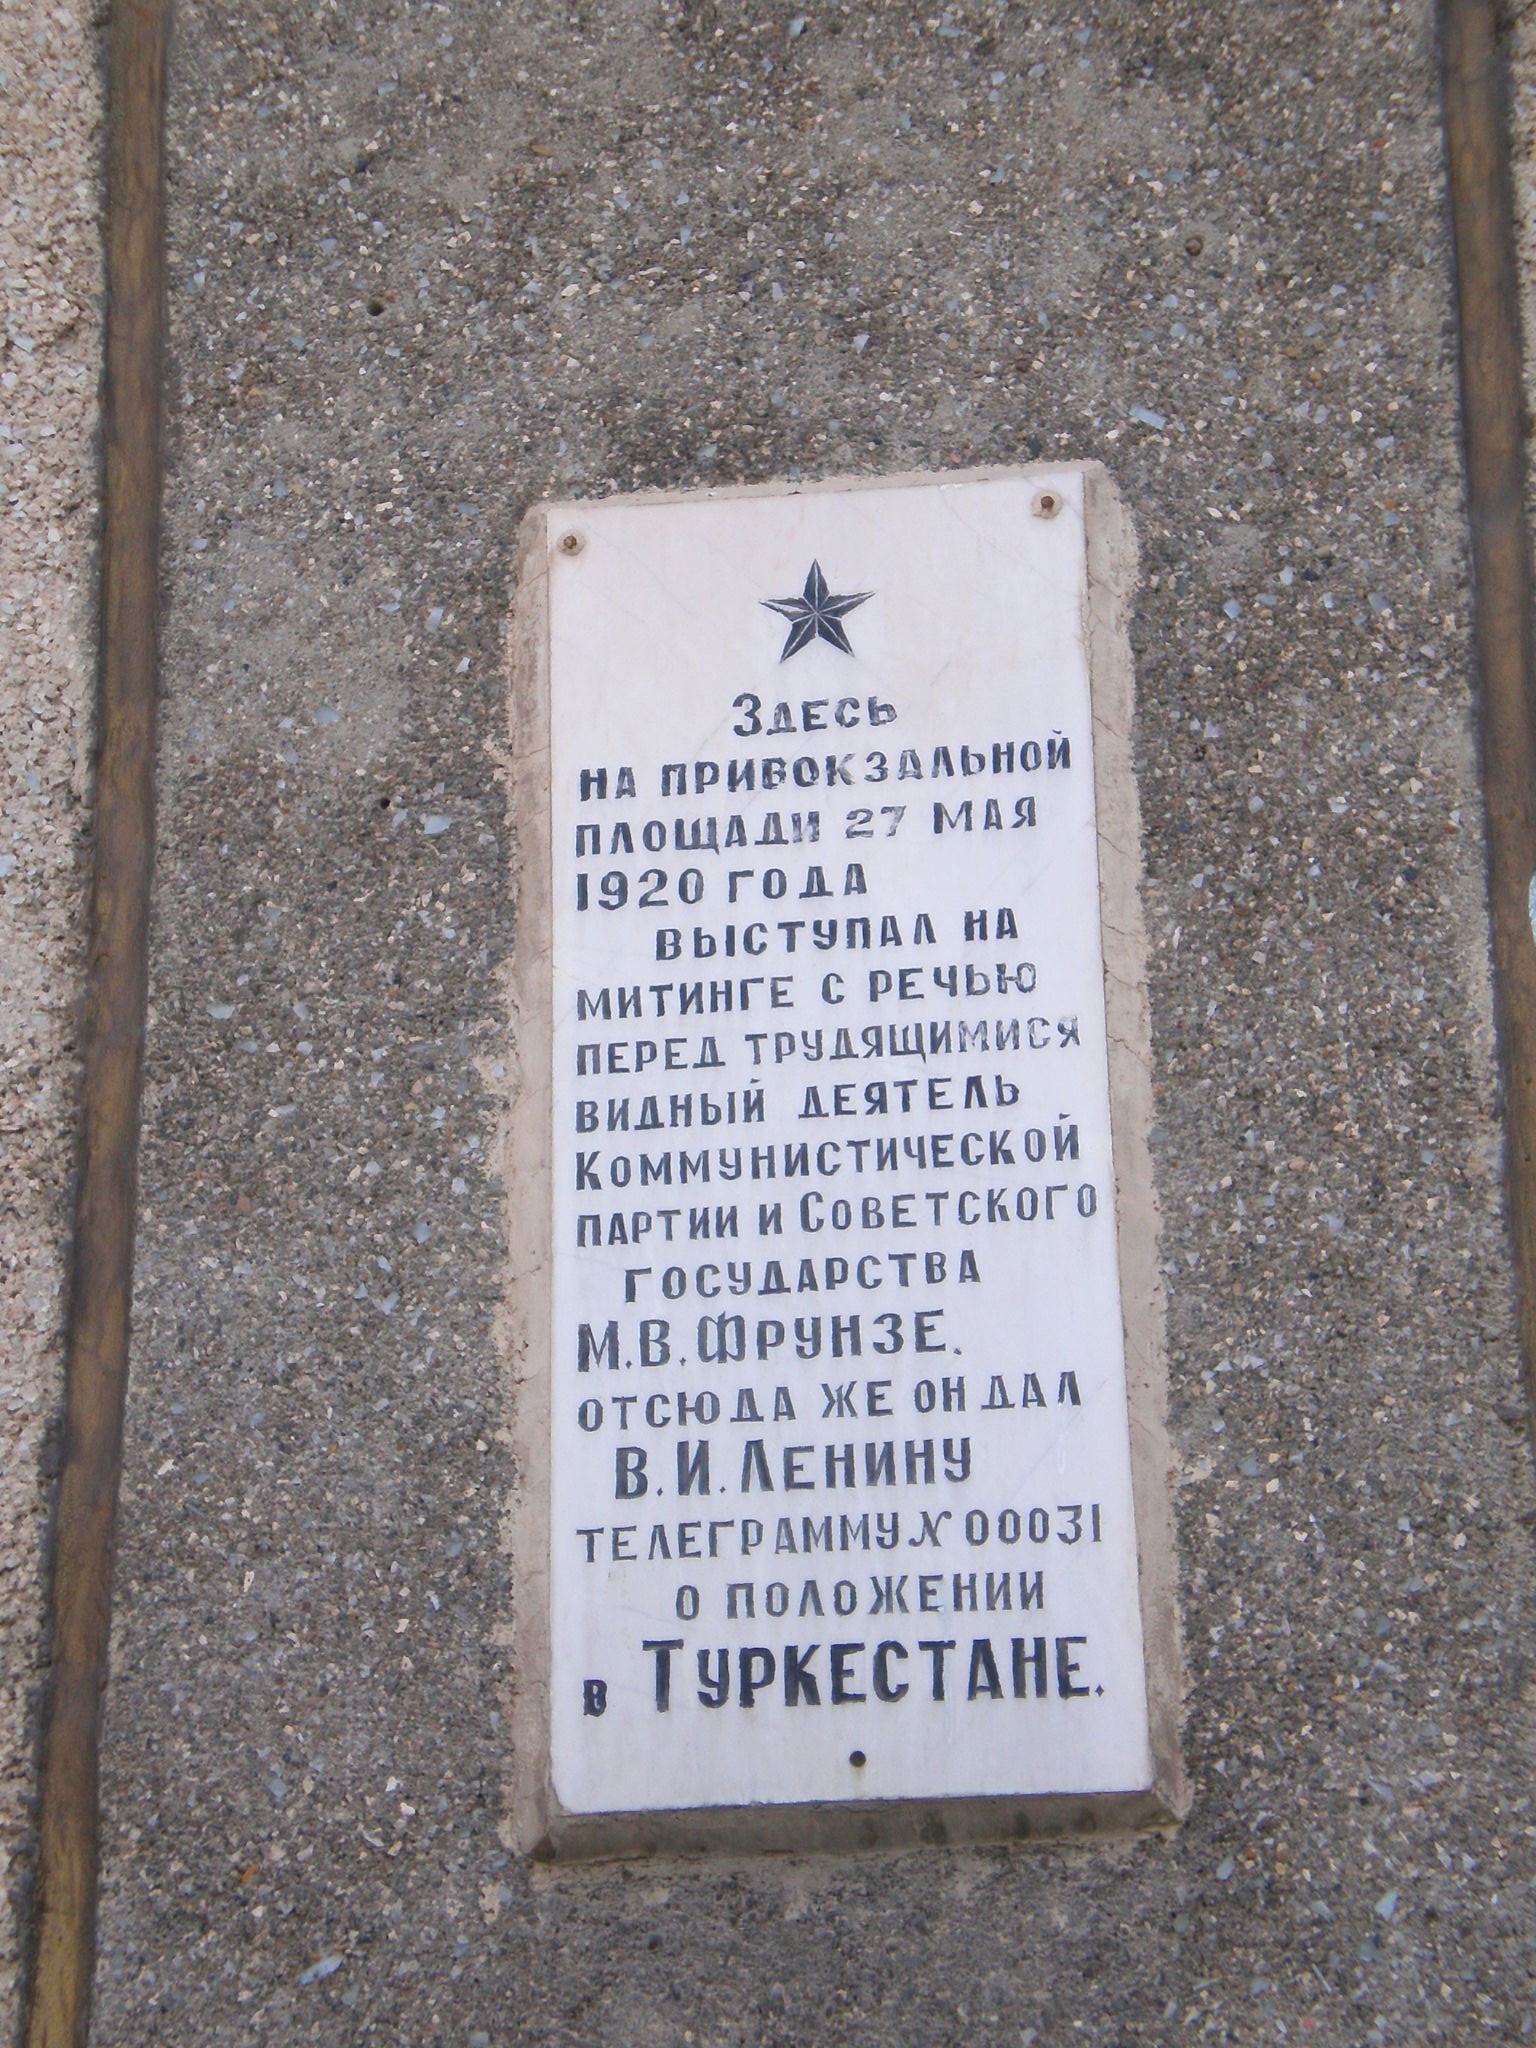 Здесь
на привокзальной
площади 27 мая
1920 года
выступал на
митинге с речью
перед трудящимися
видный деятель
Коммунистической
партии и Советского
государства
М.В.Фрунзе.
отсюда же он дал
В.И.Ленину
телеграмму № 00031
о положении
в Туркестане.